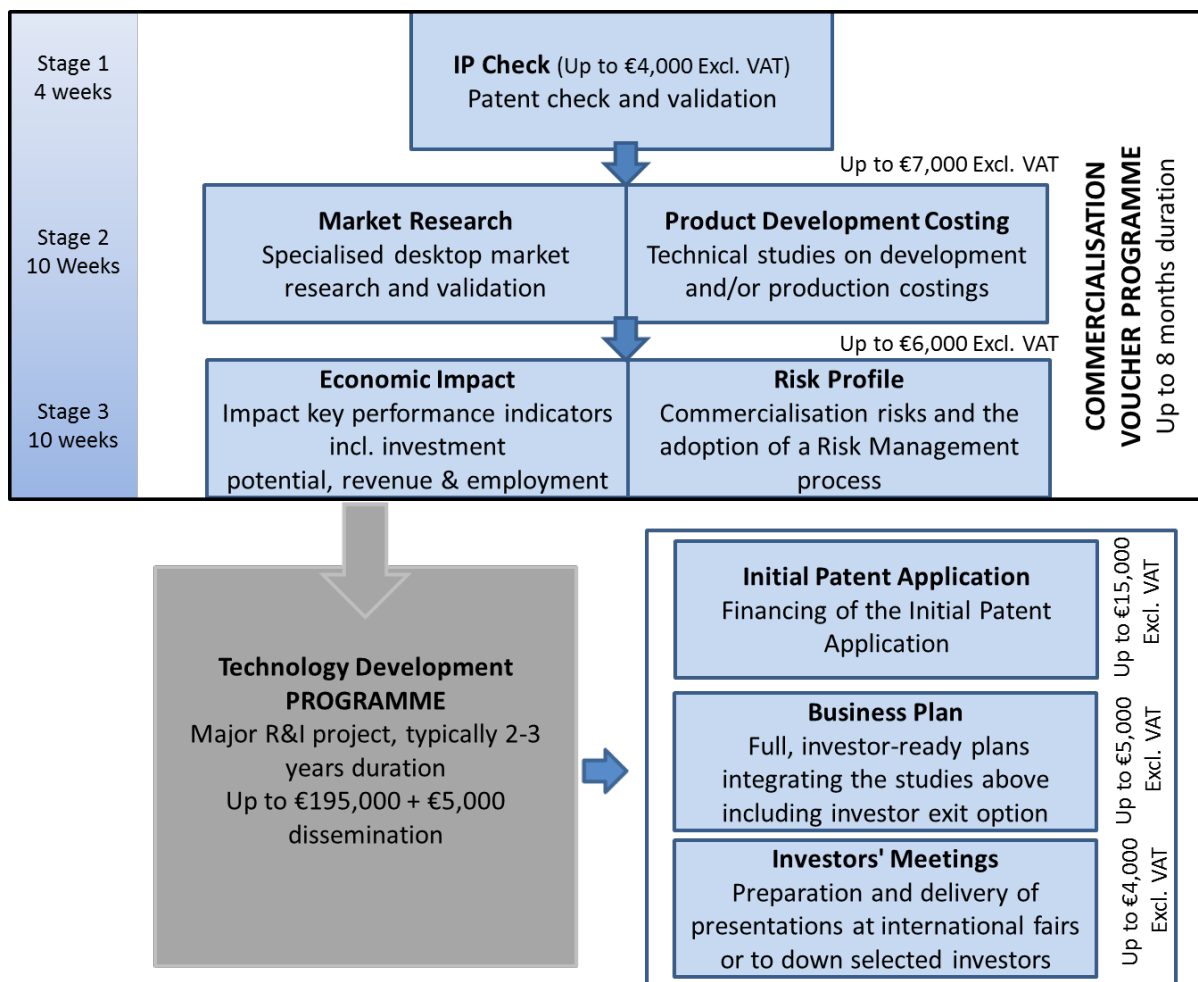 Stage 1
4 weeks
IP Check (Up to €4,000 Excl. VAT)
Patent check and validation
Up to €7,000 Excl. VAT
Stage 2
10 Weeks
Market Research
Specialised desktop market
research and validation
Product Development Costing
Technical studies on development
and/or production costings
Up to €6,000 Excl. VAT
Stage 3
10 weeks
Economic Impact
Impact key performance indicators
incl. investment
potential, revenue & employment
Risk Profile
Commercialisation risks and the
adoption of a Risk Management
process
COMMERCIALISATION
VOUCHER PROGRAMME
Up to 8 months duration
Technology Development
PROGRAMME
Major R&I project, typically 2-3
years duration
Up to €195,000 + €5,000
dissemination
Initial Patent Application
Financing of the Initial Patent
Application
Up to €15,000
Excl. VAT
Business Plan
Full, investor-ready plans
integrating the studies above
including investor exit option
Up to €5,000
Excl. VAT
Investors' Meetings
Preparation and delivery of
presentations at international fairs
or to down selected investors
Up to €4,000
Excl. VAT